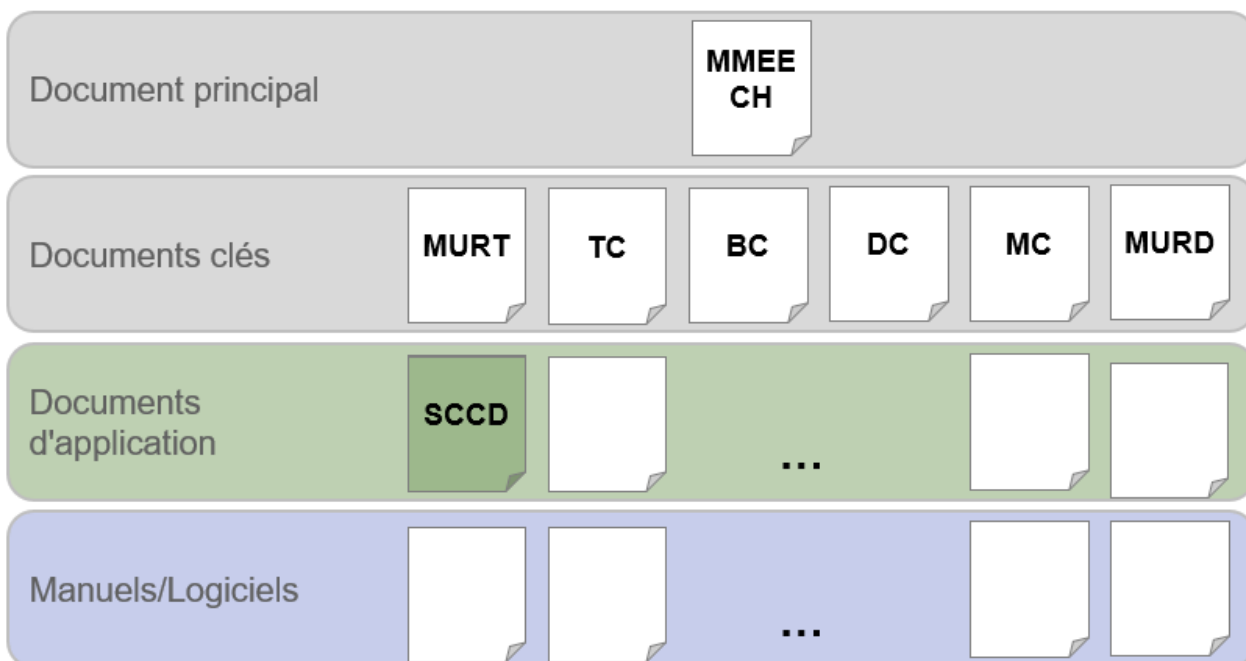 Document principal
MMEE
CH
Documents clés
MURT
TC
BC
DC
MC
MURD
Documents
d'application
SCCD
...
Manuels/Logiciels
...